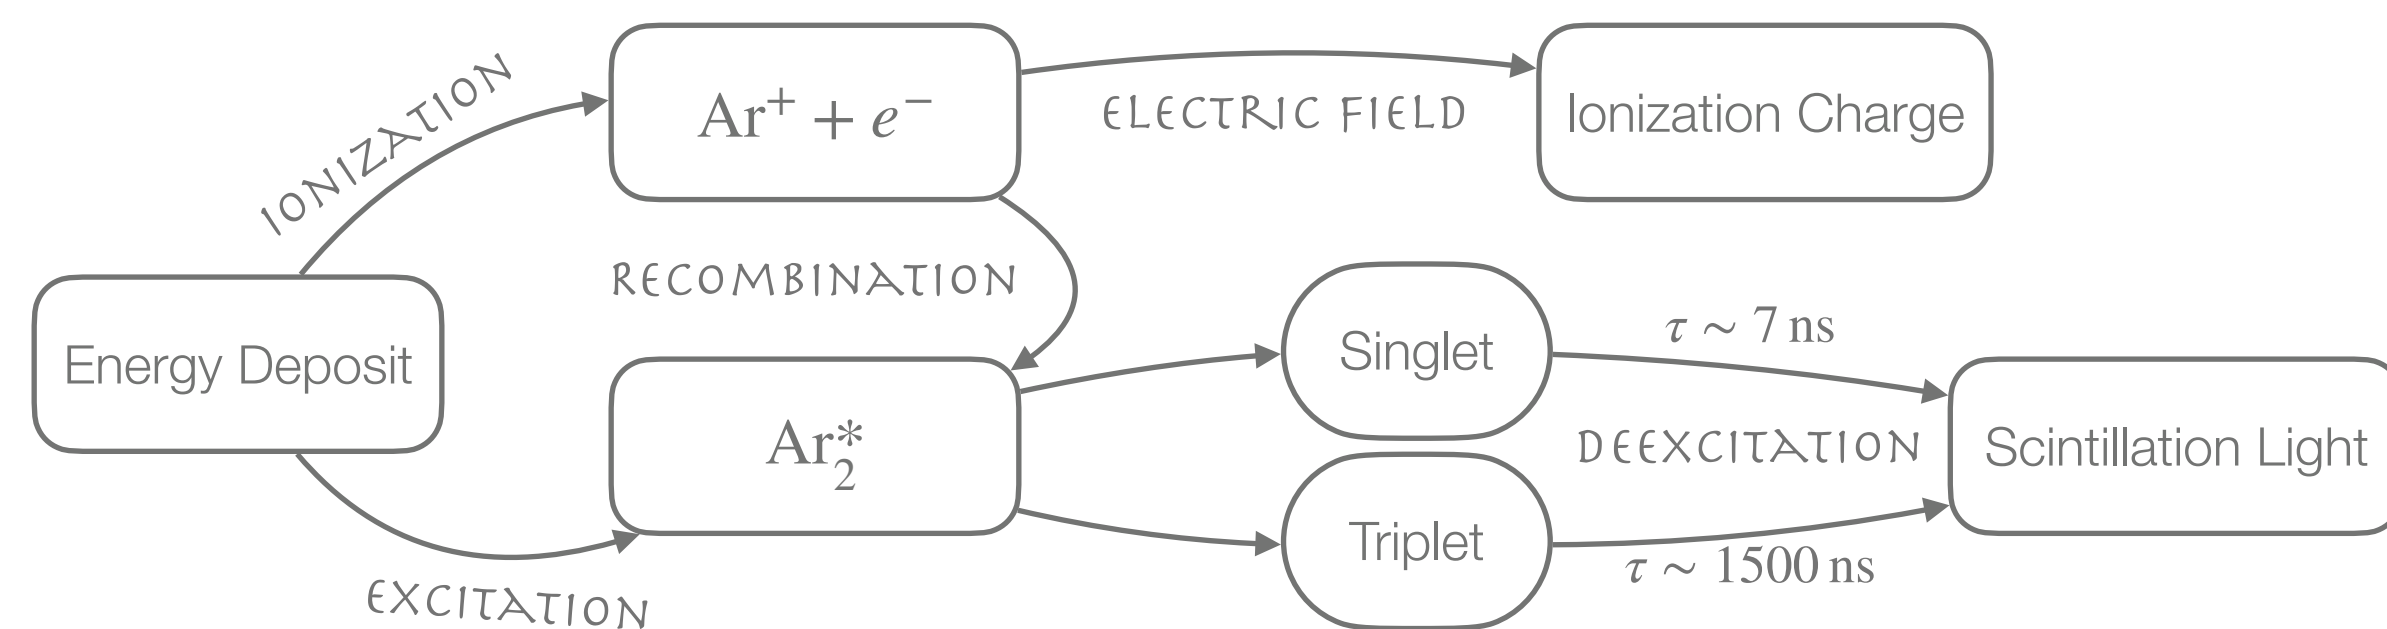 IONIZATION
Ar⁺ + e⁻
ELECTRIC FIELD
Ionization Charge
RECOMBINATION
Energy Deposit
Ar₂*
Singlet
τ ∼ 7 ns
DEEXCITATION
Scintillation Light
Triplet
τ ∼ 1500 ns
EXCITATION